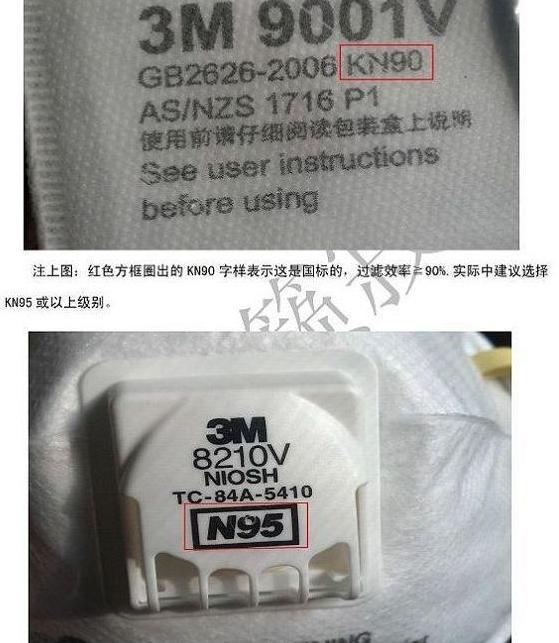 3M 9001V
GB2626-2006 KN90
AS/NZS 1716 P1
使用前请仔细阅读包装盒上说明
See user instructions
before using
注上图：红色方框圈出的 KN90 字样表示这是国标的，过滤效率≧90%.实际中建议选择
KN95 或以上级别。
3M
8210V
NIOSH
TC-84A-5410
N95